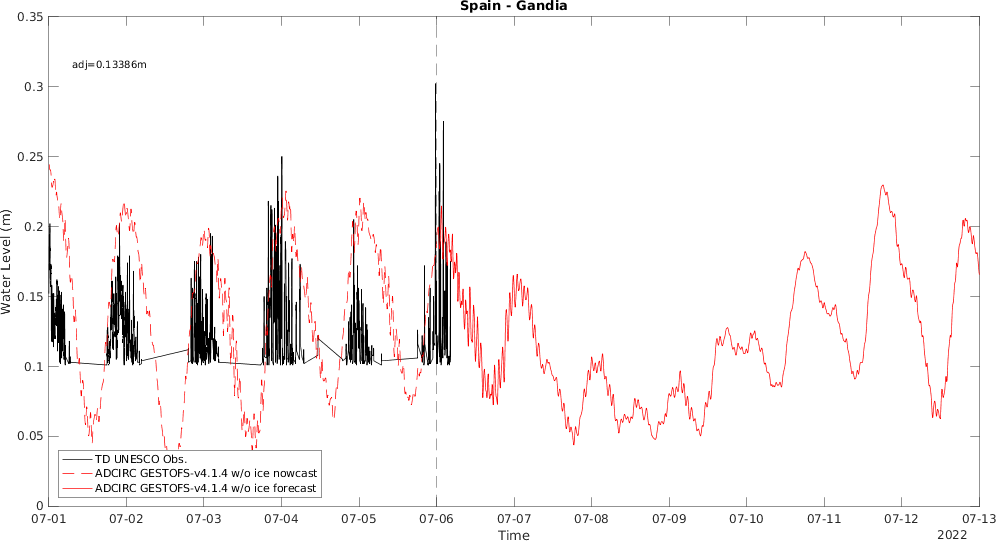 Spain - Gandia
0.35
0.3
0.25
0.2
0.15
0.1
0.05
0
Water Level (m)
adj=0.13386m
TD UNESCO Obs.
ADCIRC GESTOFS-v4.1.4 w/o ice nowcast
ADCIRC GESTOFS-v4.1.4 w/o ice forecast
07-01 07-02 07-03 07-04 07-05 07-06 07-07 07-08 07-09 07-10 07-11 07-12 07-13
Time
2022